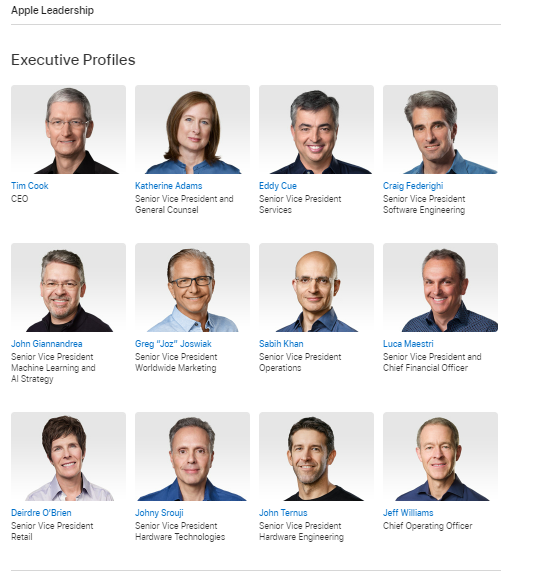 Apple Leadership
Executive Profiles
Tim Cook
CEO
Katherine Adams
Senior Vice President and
General Counsel
Eddy Cue
Senior Vice President
Services
Craig Federighi
Senior Vice President
Software Engineering
John Giannandrea
Senior Vice President
Machine Learning and
AI Strategy
Greg “Joz” Joswiak
Senior Vice President
Worldwide Marketing
Sabih Khan
Senior Vice President
Operations
Luca Maestri
Senior Vice President and
Chief Financial Officer
Deirdre O’Brien
Senior Vice President
Retail
Johny Srouji
Senior Vice President
Hardware Technologies
John Ternus
Senior Vice President
Hardware Engineering
Jeff Williams
Chief Operating Officer